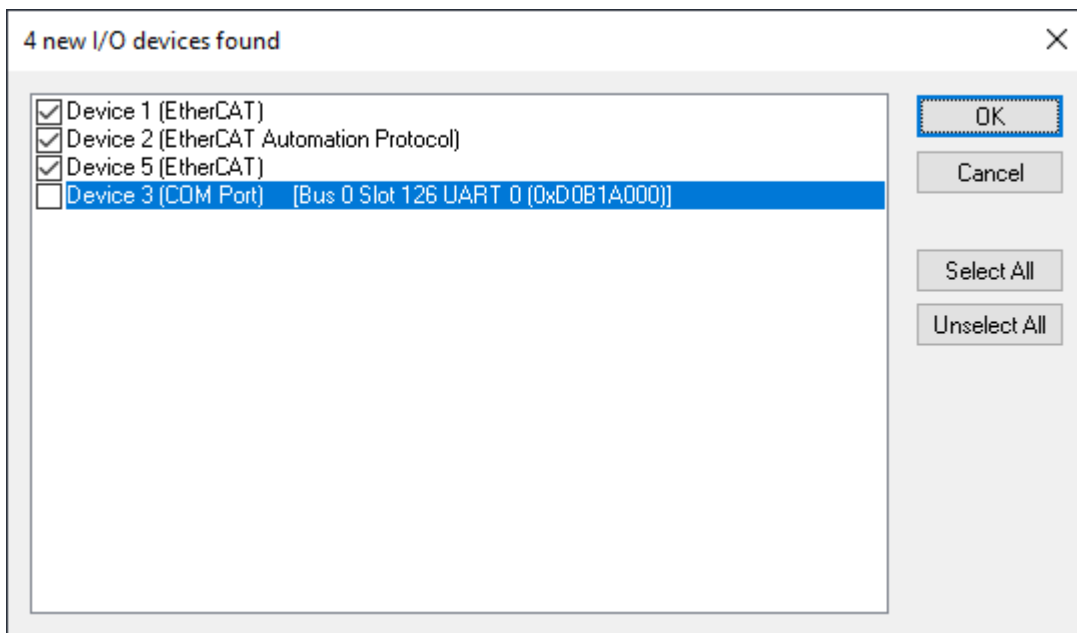 4 new I/O devices found
Device 1 (EtherCAT)
Device 2 (EtherCAT Automation Protocol)
Device 5 (EtherCAT)
Device 3 (COM Port) [Bus 0 Slot 126 UART 0 (0xD0B1A000)]
OK
Cancel
Select All
Unselect All